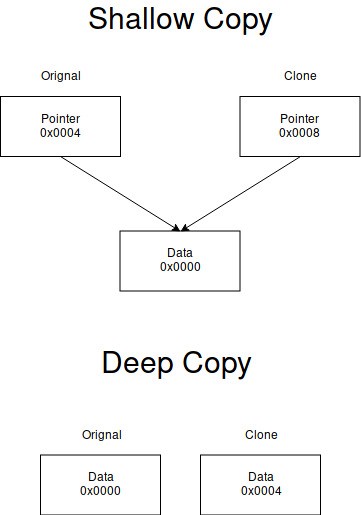 Shallow Copy
Orignal
Clone
Pointer
0x0004
Pointer
0x0008
Data
0x0000
Deep Copy
Orignal
Clone
Data
0x0000
Data
0x0004